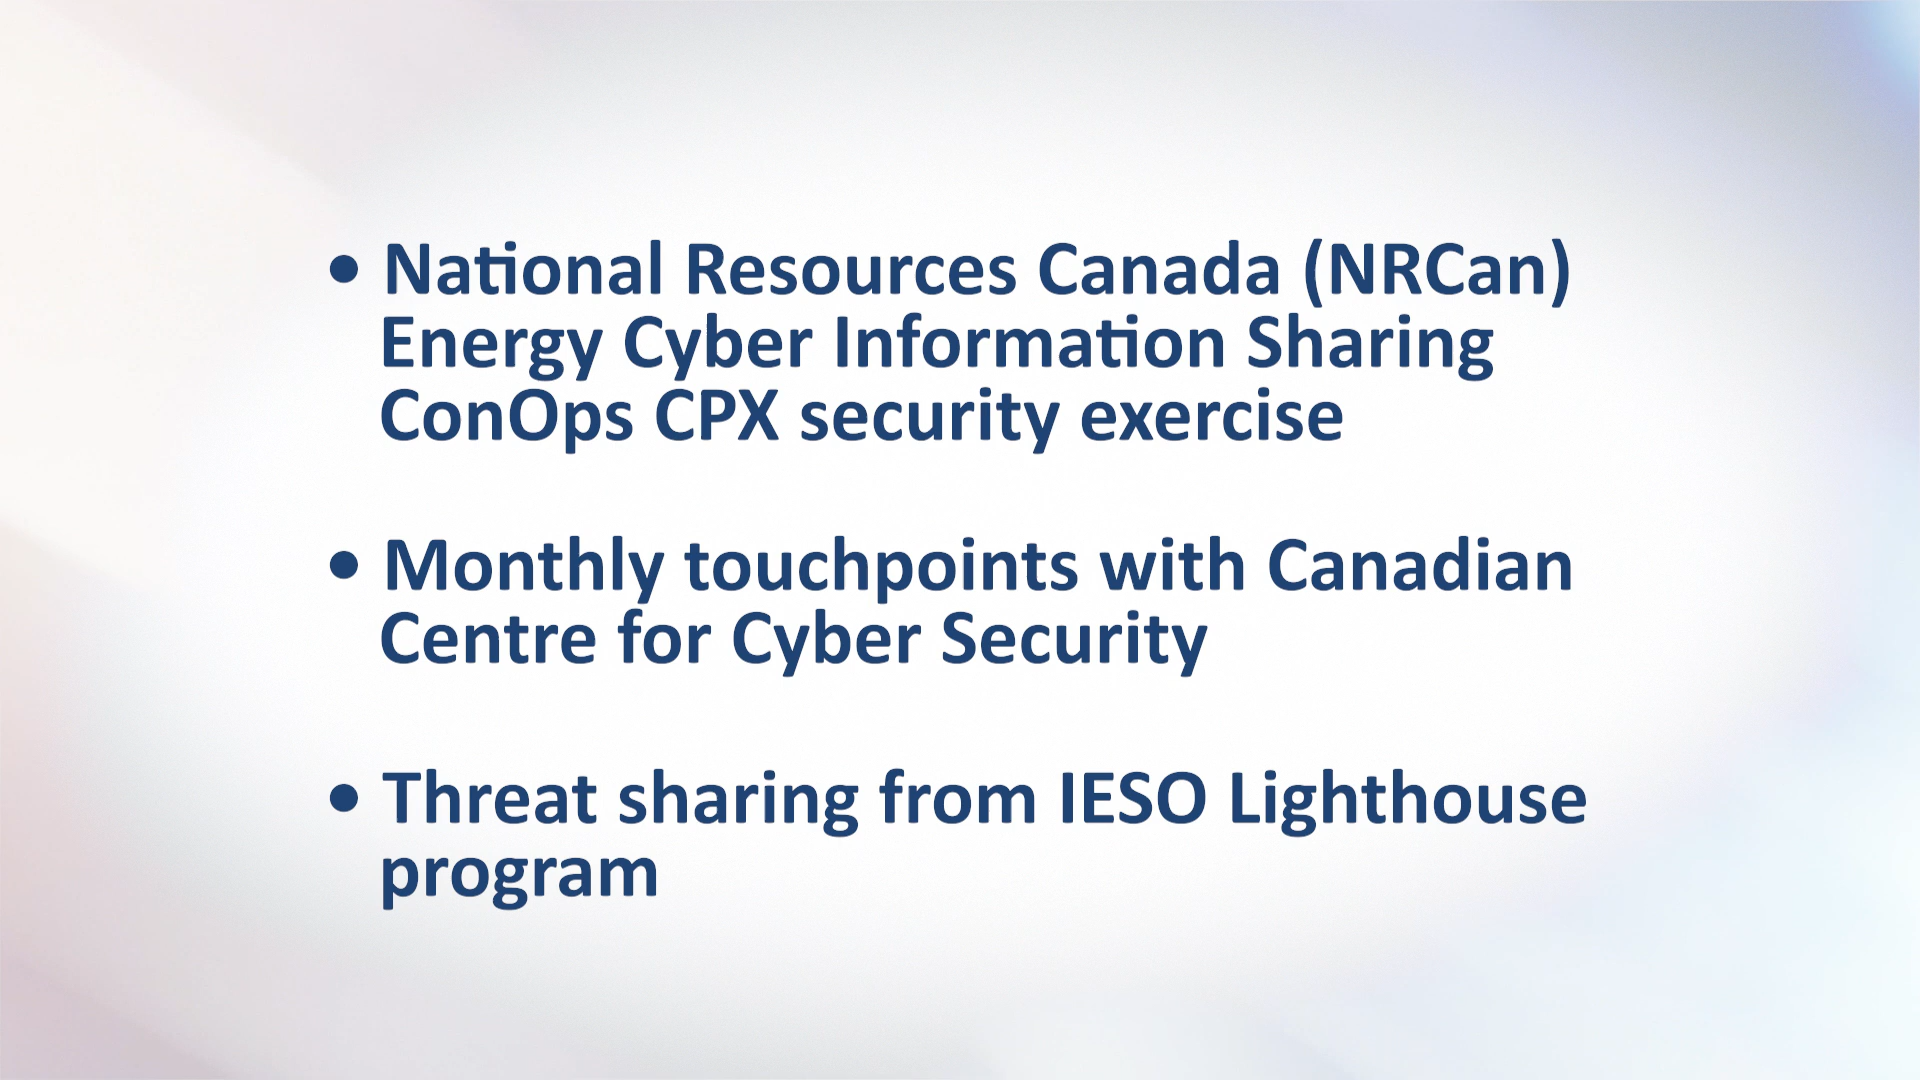 • National Resources Canada (NRCan)
Energy Cyber Information Sharing
ConOps CPX security exercise
• Monthly touchpoints with Canadian
Centre for Cyber Security
• Threat sharing from IESO Lighthouse
program